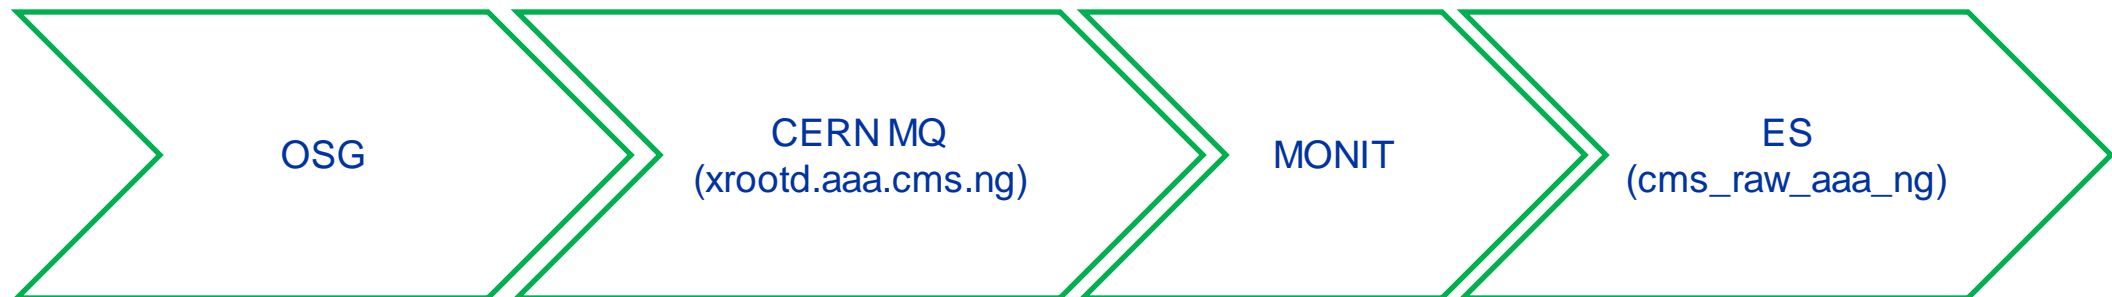 OSG
CERN MQ
(xrootd.aaa.cms.ng)
MONIT
ES
(cms_raw_aaa_ng)